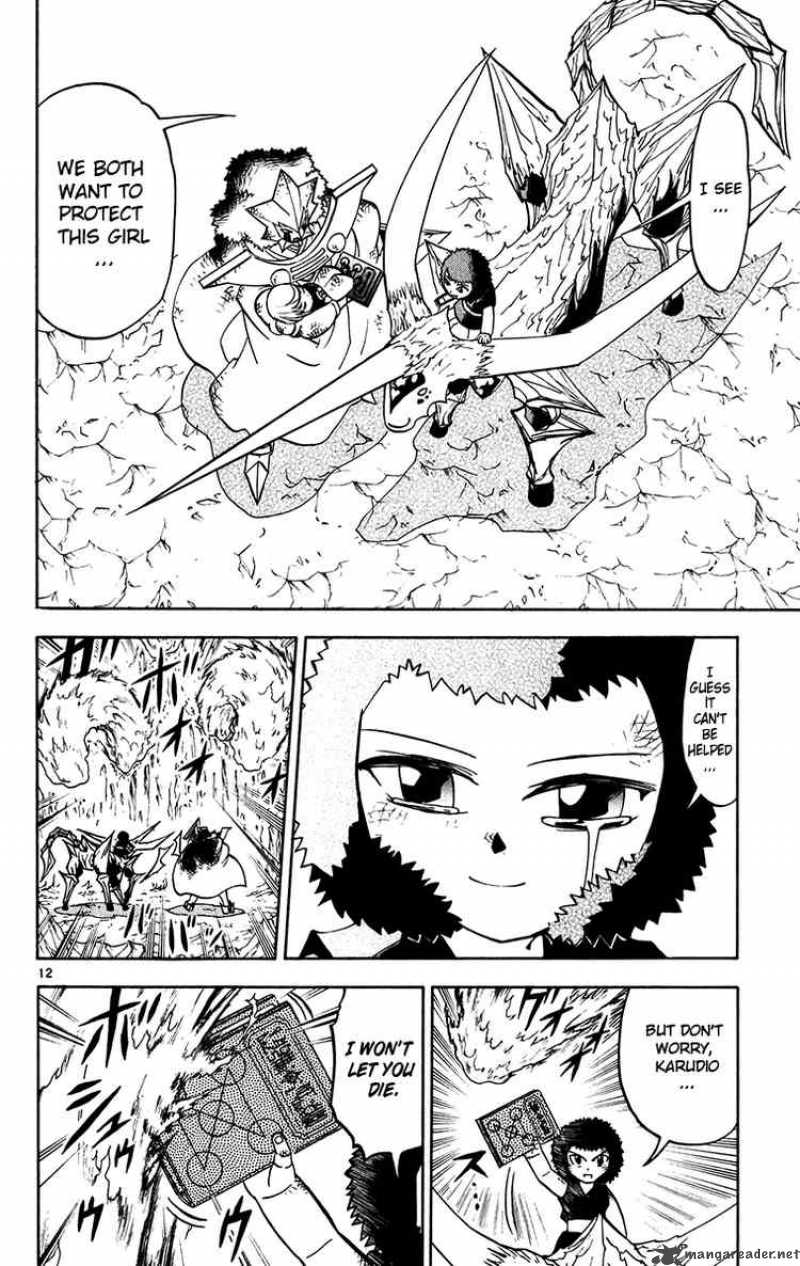 I SEE
...
WE BOTH
WANT TO
PROTECT
THIS GIRL
...
I
GUESS
IT
CAN'T
BE
HELPED
...
12
BUT DON'T
WORRY,
KARUDIO
...
I WON'T
LET YOU
DIE.
mangareader.net